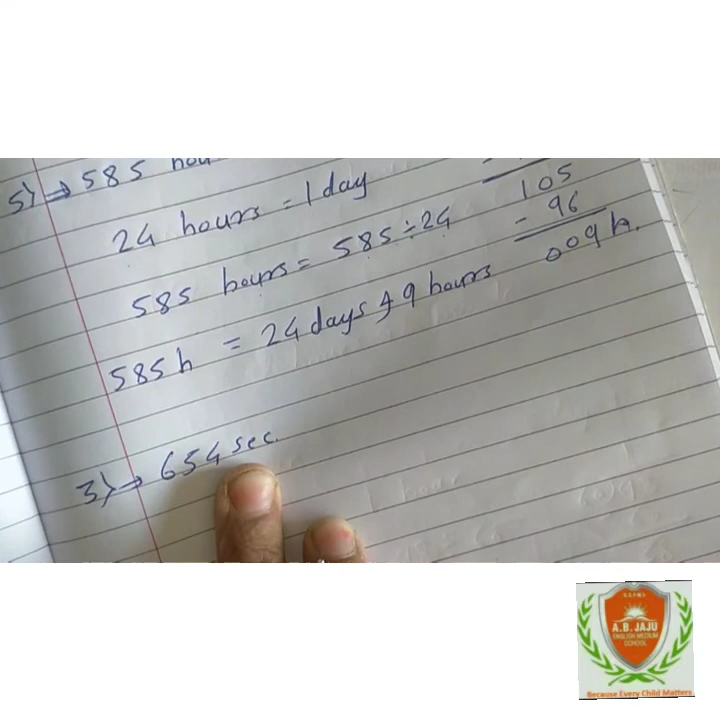 5) → 585 hou
24 hours = 1 day
105
- 96
009 h.
585 hours = 585 ÷ 24
585 h = 24 days & 9 hours
3) → 654 sec.
A.B. JAJU
ENGLISH MEDIUM
SCHOOL
Because Every Child Matters